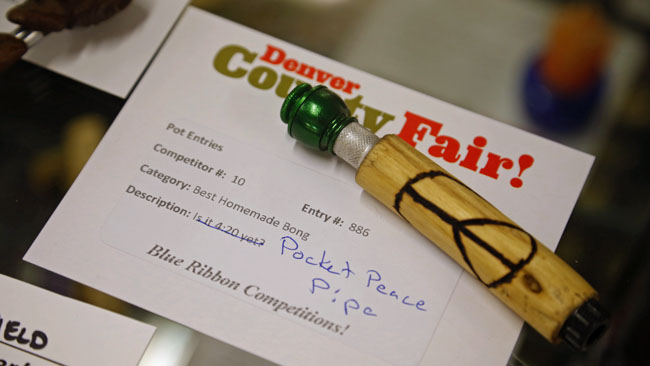 Denver
County Fair!
Pot Entries
Competitor #: 10 Entry #: 886
Category: Best Homemade Bong
Description: Is it 4:20 yet? Pocket Peace
Pipe
Blue Ribbon Competitions!
IELD